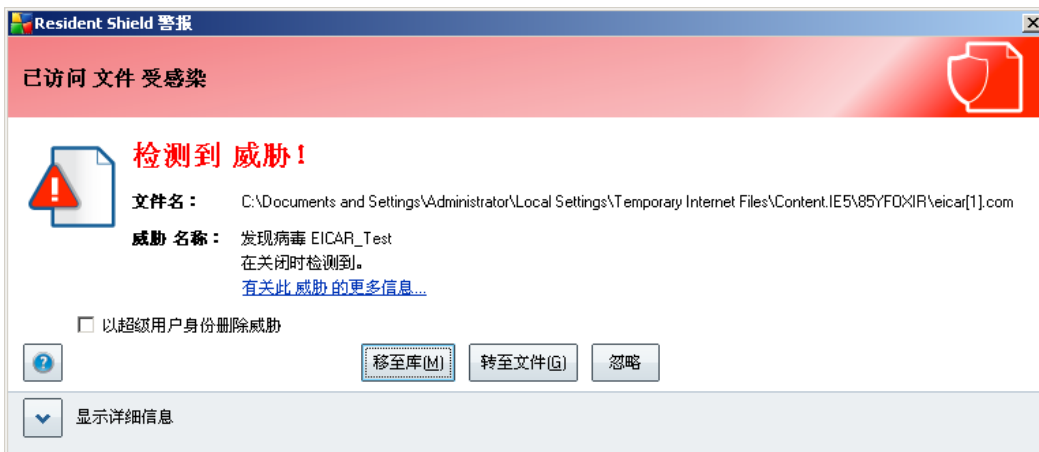 Resident Shield 警报
已访问 文件 受感染
检测到 威胁！
文件名： C:\Documents and Settings\Administrator\Local Settings\Temporary Internet Files\Content.IE5\85YFOXIR\eicar[1].com
威胁 名称： 发现病毒 EICAR_Test
在关闭时检测到。
有关此 威胁 的更多信息...
以超级用户身份删除威胁
移至库(M) 转至文件(G) 忽略
显示详细信息